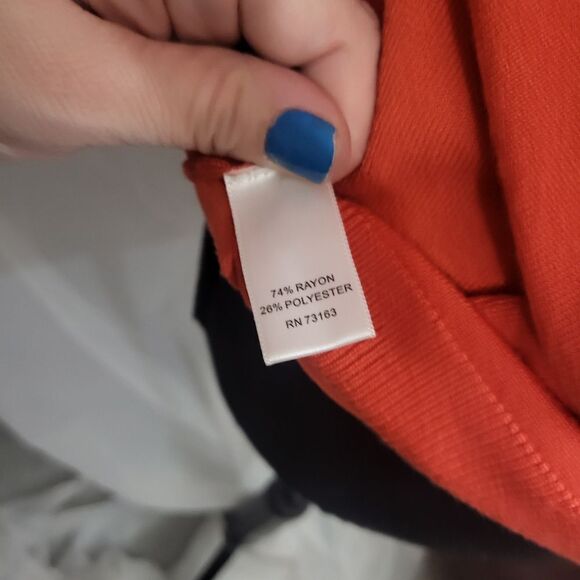 74% RAYON
26% POLYESTER
RN 73163